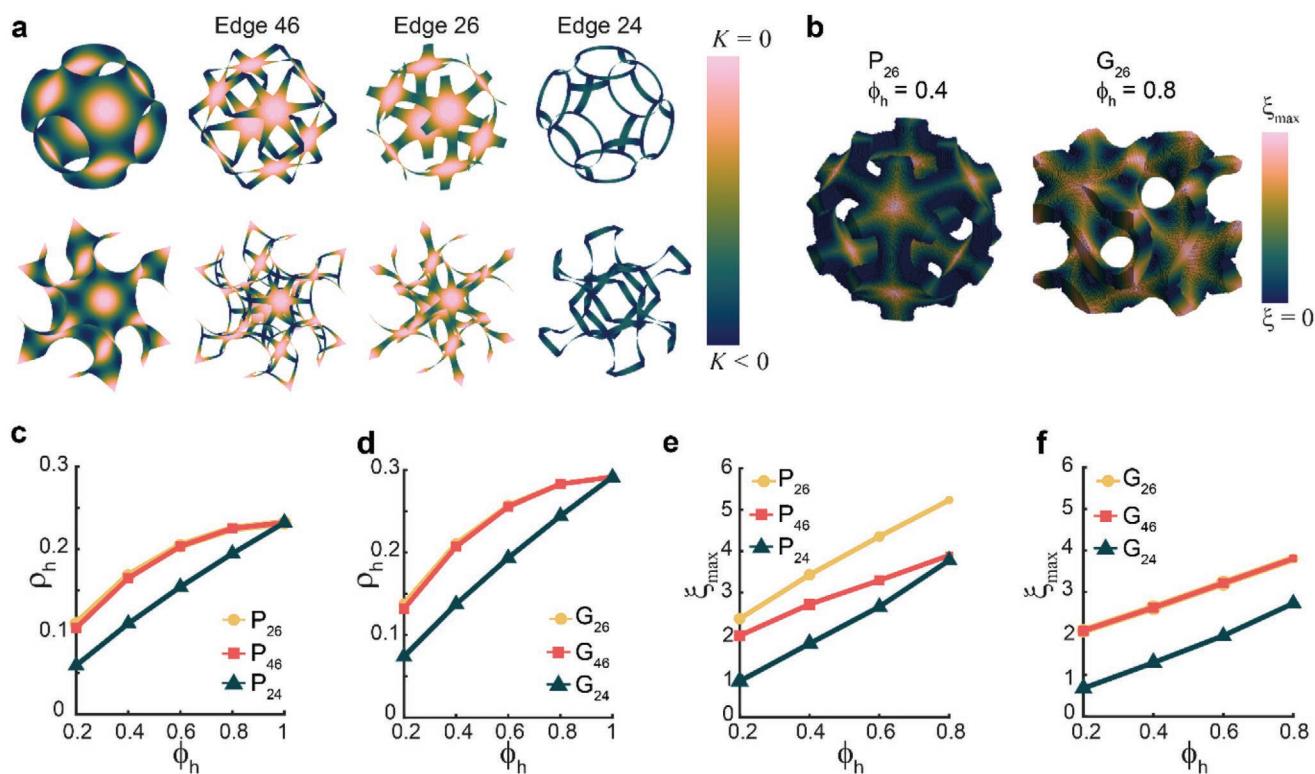 a
Edge 46
Edge 26
Edge 24
K = 0
K < 0
b
P26
ϕh = 0.4
G26
ϕh = 0.8
ξmax
ξ = 0
c
0.3
0.2
0.1
0
ρh
P26
P46
P24
0.2 0.4 0.6 0.8 1
ϕh
d
0.3
0.2
0.1
0
ρh
G26
G46
G24
0.2 0.4 0.6 0.8 1
ϕh
e
6
5
4
3
2
1
0
ξmax
P26
P46
P24
0.2 0.4 0.6 0.8
ϕh
f
6
5
4
3
2
1
0
ξmax
G26
G46
G24
0.2 0.4 0.6 0.8
ϕh